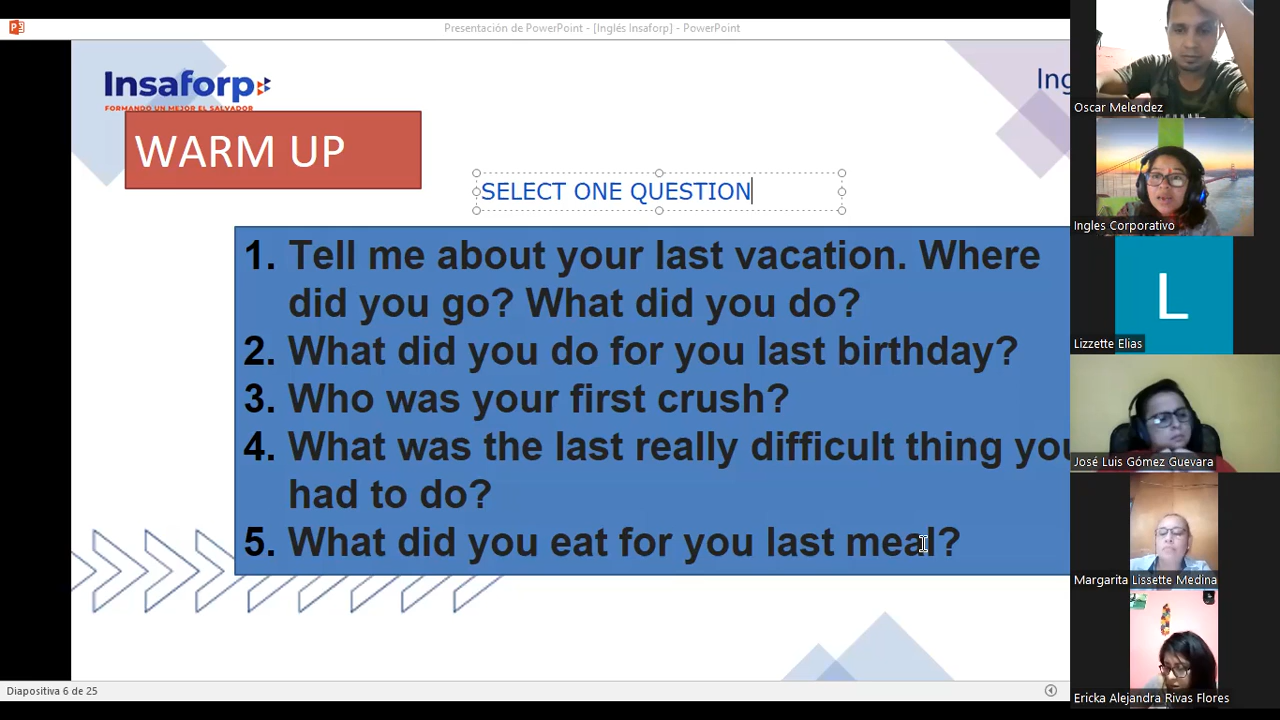 Presentación de PowerPoint - [Inglés Insaforp] - PowerPoint
Insaforp
FORMANDO UN MEJOR EL SALVADOR
Ing
WARM UP
SELECT ONE QUESTION
1. Tell me about your last vacation. Where
did you go? What did you do?
2. What did you do for you last birthday?
3. Who was your first crush?
4. What was the last really difficult thing you
had to do?
5. What did you eat for you last meal?
Diapositiva 6 de 25
Oscar Melendez
Ingles Corporativo
L
Lizzette Elias
José Luis Gómez Guevara
Margarita Lissette Medina
Ericka Alejandra Rivas Flores